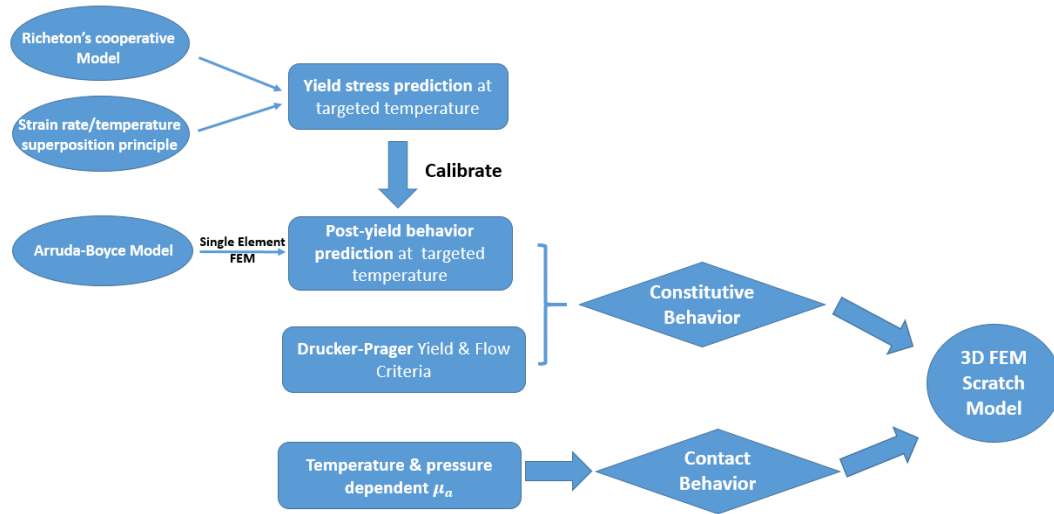 Richeton's cooperative
Model
Strain rate/temperature
superposition principle
Yield stress prediction at
targeted temperature
Calibrate
Arruda-Boyce Model
Single Element
FEM
Post-yield behavior
prediction at targeted
temperature
Drucker-Prager Yield & Flow
Criteria
Constitutive
Behavior
Temperature & pressure
dependent μₐ
Contact
Behavior
3D FEM
Scratch
Model